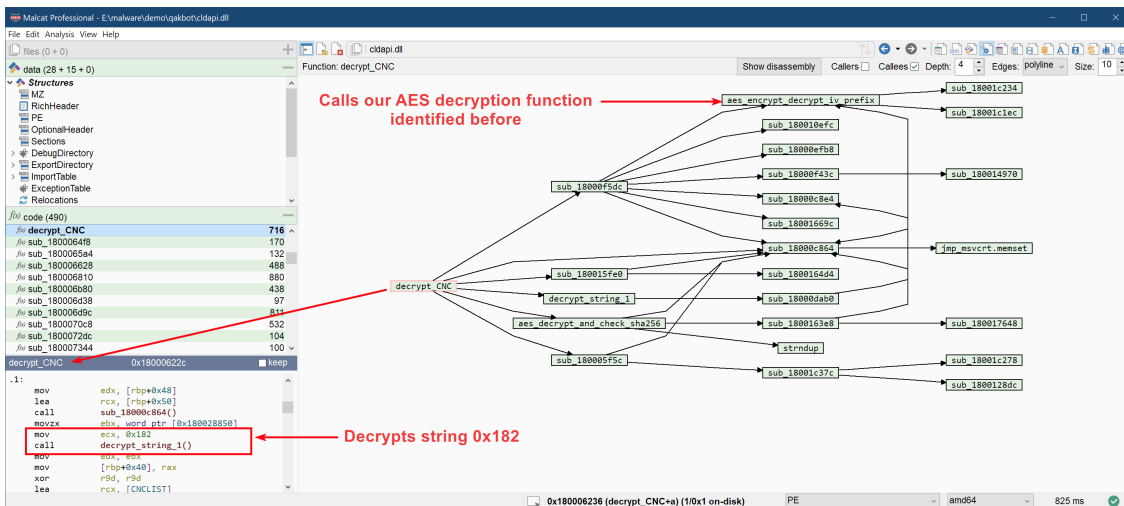 Malcat Professional - E:\malware\demo\qakbot\cldapi.dll
File Edit Analysis View Help
files (0 + 0)
cldapi.dll
data (28 + 15 + 0)
Function: decrypt_CNC
Show disassembly Callers Callees Depth: 4 Edges: polyline Size: 10
Structures
MZ
RichHeader
PE
OptionalHeader
Sections
DebugDirectory
ExportDirectory
ImportTable
ExceptionTable
Relocations
code (490)
decrypt_CNC 716
sub_1800064f8 170
sub_1800065a4 132
sub_180006628 488
sub_180006810 880
sub_180006b80 438
sub_180006d38 97
sub_180006d9c 811
sub_1800070c8 532
sub_1800072dc 104
sub_180007344 100
decrypt_CNC 0x18000622c keep
.1:
mov edx, [rbp+0x48]
lea rcx, [rbp+0x50]
call sub_18000c864()
movzx ebx, word ptr [0x180028850]
mov ecx, 0x182
call decrypt_string_1()
mov edx, ebx
mov [rbp+0x40], rax
xor r9d, r9d
lea rcx, [CNCLIST]
Calls our AES decryption function
identified before
Decrypts string 0x182
decrypt_CNC
sub_18000f5dc
sub_180015fe0
decrypt_string_1
aes_decrypt_and_check_sha256
sub_180005f5c
aes_encrypt_decrypt_iv_prefix
sub_180010efc
sub_18000efb8
sub_18000f43c
sub_18000c8e4
sub_18001669c
sub_18000c864
sub_1800164d4
sub_18000dab0
sub_1800163e8
strndup
sub_18001c37c
sub_18001c234
sub_18001c1ec
sub_180014970
jmp_msvcrt.memset
sub_180017648
sub_18001c278
sub_1800128dc
0x180006236 (decrypt_CNC+a) (1/0x1 on-disk) PE amd64 825 ms